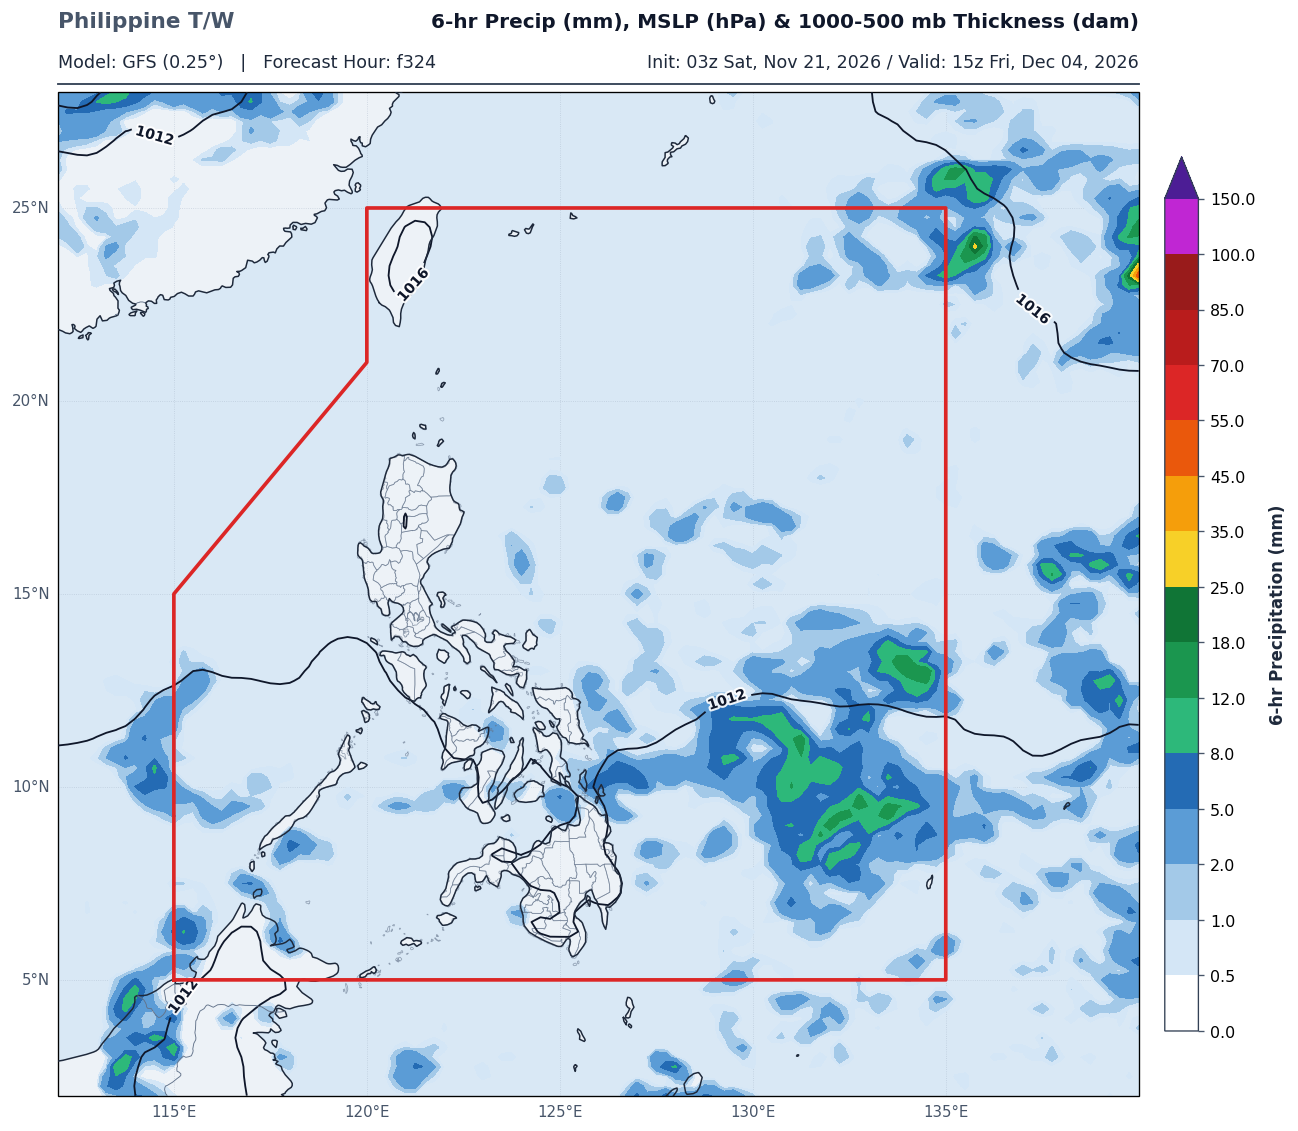 Philippine T/W
6-hr Precip (mm), MSLP (hPa) & 1000-500 mb Thickness (dam)
Model: GFS (0.25°) | Forecast Hour: f324
Init: 03z Sat, Nov 21, 2026 / Valid: 15z Fri, Dec 04, 2026
1012
1016
1016
1012
1012
25°N
20°N
15°N
10°N
5°N
115°E
120°E
125°E
130°E
135°E
150.0
100.0
85.0
70.0
55.0
45.0
35.0
25.0
18.0
12.0
8.0
5.0
2.0
1.0
0.5
0.0
6-hr Precipitation (mm)